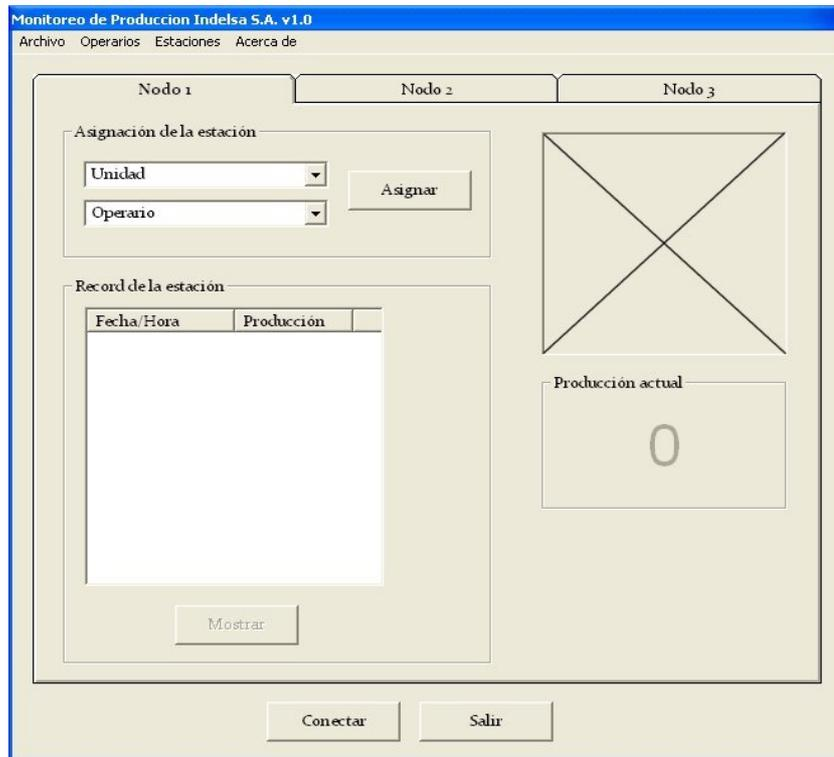 Monitoreo de Produccion Indelsa S.A. v1.0
Archivo Operarios Estaciones Acerca de
Nodo 1 Nodo 2 Nodo 3
Asignación de la estación
Unidad
Asignar
Operario
Record de la estación
Fecha/Hora Producción
Producción actual
0
Mostrar
Conectar Salir